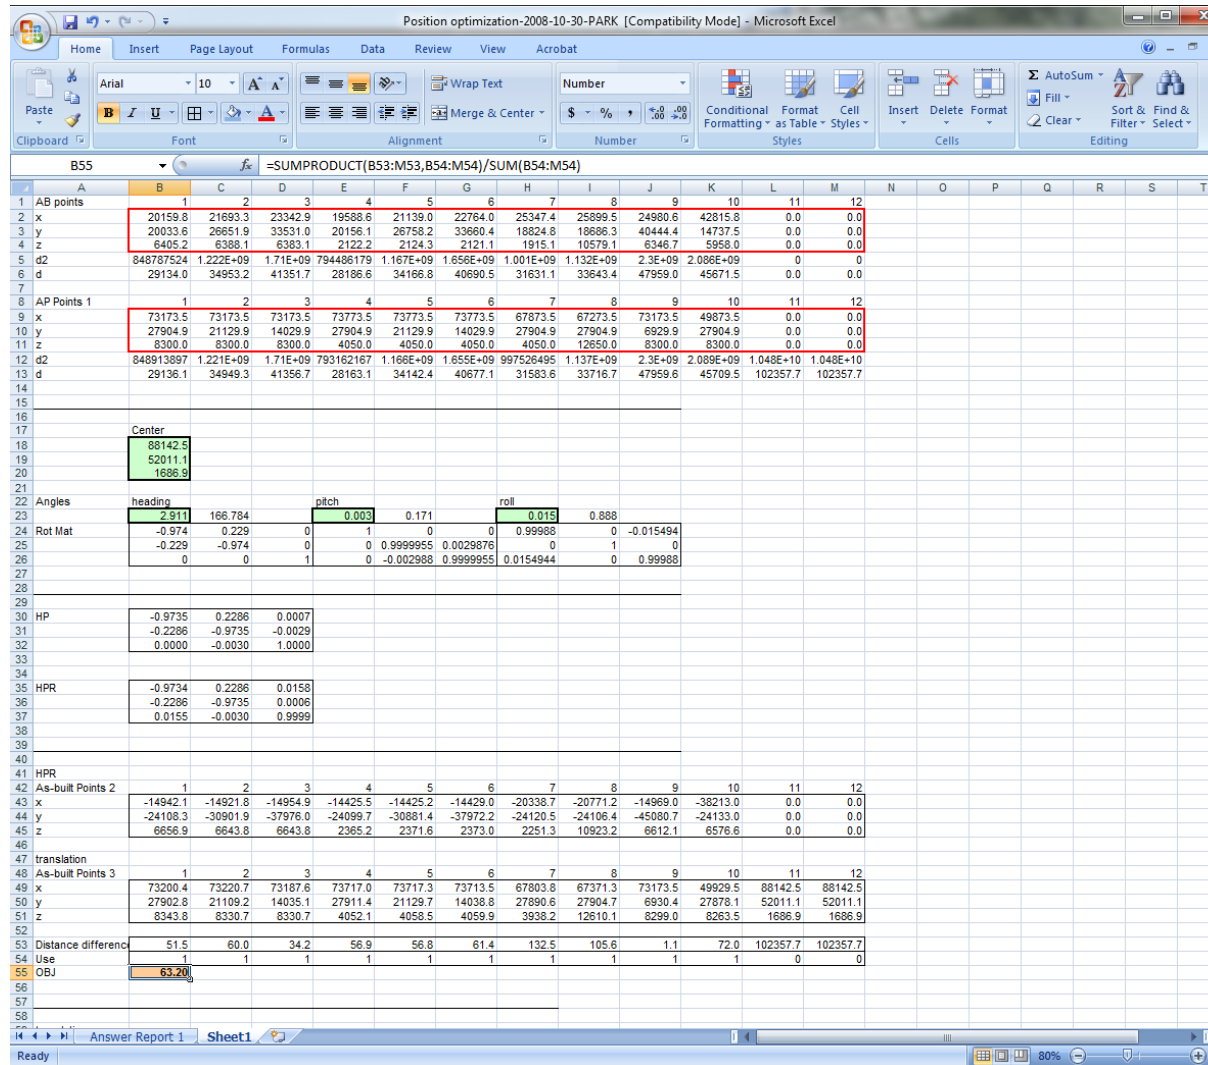 Position optimization-2008-10-30-PARK [Compatibility Mode] - Microsoft Excel
Home Insert Page Layout Formulas Data Review View Acrobat
Arial 10 Wrap Text Number Σ AutoSum
Paste B I U Merge & Center $ % , Conditional Formatting Format as Table Cell Styles Insert Delete Format Fill Clear Sort & Filter Find & Select
Clipboard Font Alignment Number Styles Cells Editing
B55 fx =SUMPRODUCT(B53:M53,B54:M54)/SUM(B54:M54)
A B C D E F G H I J K L M N O P Q R S T
1 AB points 1 2 3 4 5 6 7 8 9 10 11 12
2 x 20159.8 21693.3 23342.9 19588.6 21139.0 22764.0 25347.4 25899.5 24980.6 42815.8 0.0 0.0
3 y 20033.6 26651.9 33531.0 20156.1 26758.2 33660.4 18824.8 18686.3 40444.4 14737.5 0.0 0.0
4 z 6405.2 6388.1 6383.1 2122.2 2124.3 2121.1 1915.1 10579.1 6346.7 5958.0 0.0 0.0
5 d2 848787524 1.222E+09 1.71E+09 794486179 1.167E+09 1.656E+09 1.001E+09 1.132E+09 2.3E+09 2.086E+09 0 0
6 d 29134.0 34953.2 41351.7 28186.6 34166.8 40690.5 31631.1 33643.4 47959.0 45671.5 0.0 0.0
7
8 AP Points 1 1 2 3 4 5 6 7 8 9 10 11 12
9 x 73173.5 73173.5 73173.5 73773.5 73773.5 73773.5 67873.5 67273.5 73173.5 49873.5 0.0 0.0
10 y 27904.9 21129.9 14029.9 27904.9 21129.9 14029.9 27904.9 27904.9 6929.9 27904.9 0.0 0.0
11 z 8300.0 8300.0 8300.0 4050.0 4050.0 4050.0 4050.0 12650.0 8300.0 8300.0 0.0 0.0
12 d2 848913897 1.221E+09 1.71E+09 793162167 1.166E+09 1.655E+09 997526495 1.137E+09 2.3E+09 2.089E+09 1.048E+10 1.048E+10
13 d 29136.1 34949.3 41356.7 28163.1 34142.4 40677.1 31583.6 33716.7 47959.6 45709.5 102357.7 102357.7
14
15
16
17 Center
18 88142.5
19 52011.1
20 1686.9
21
22 Angles heading pitch roll
23 2.911 166.784 0.003 0.171 0.015 0.888
24 Rot Mat -0.974 0.229 0 1 0 0 0.99988 0 -0.015494
25 -0.229 -0.974 0 0 0.9999955 0.0029876 0 1 0
26 0 0 1 0 -0.002988 0.9999955 0.0154944 0 0.99988
27
28
29
30 HP -0.9735 0.2286 0.0007
31 -0.2286 -0.9735 -0.0029
32 0.0000 -0.0030 1.0000
33
34
35 HPR -0.9734 0.2286 0.0158
36 -0.2286 -0.9735 0.0006
37 0.0155 -0.0030 0.9999
38
39
40
41 HPR
42 As-built Points 2 1 2 3 4 5 6 7 8 9 10 11 12
43 x -14942.1 -14921.8 -14954.9 -14425.5 -14425.2 -14429.0 -20338.7 -20771.2 -14969.0 -38213.0 0.0 0.0
44 y -24108.3 -30901.9 -37976.0 -24099.7 -30881.4 -37972.2 -24120.5 -24106.4 -45080.7 -24133.0 0.0 0.0
45 z 6656.9 6643.8 6643.8 2365.2 2371.6 2373.0 2251.3 10923.2 6612.1 6576.6 0.0 0.0
46
47 translation
48 As-built Points 3 1 2 3 4 5 6 7 8 9 10 11 12
49 x 73200.4 73220.7 73187.6 73717.0 73717.3 73713.5 67803.8 67371.3 73173.5 49929.5 88142.5 88142.5
50 y 27902.8 21109.2 14035.1 27911.4 21129.7 14038.8 27890.6 27904.7 6930.4 27878.1 52011.1 52011.1
51 z 8343.8 8330.7 8330.7 4052.1 4058.5 4059.9 3938.2 12610.1 8299.0 8263.5 1686.9 1686.9
52
53 Distance difference 51.5 60.0 34.2 56.9 56.8 61.4 132.5 105.6 1.1 72.0 102357.7 102357.7
54 Use 1 1 1 1 1 1 1 1 1 1 0 0
55 OBJ 63.20
56
57
58
Answer Report 1 Sheet1
Ready 80%